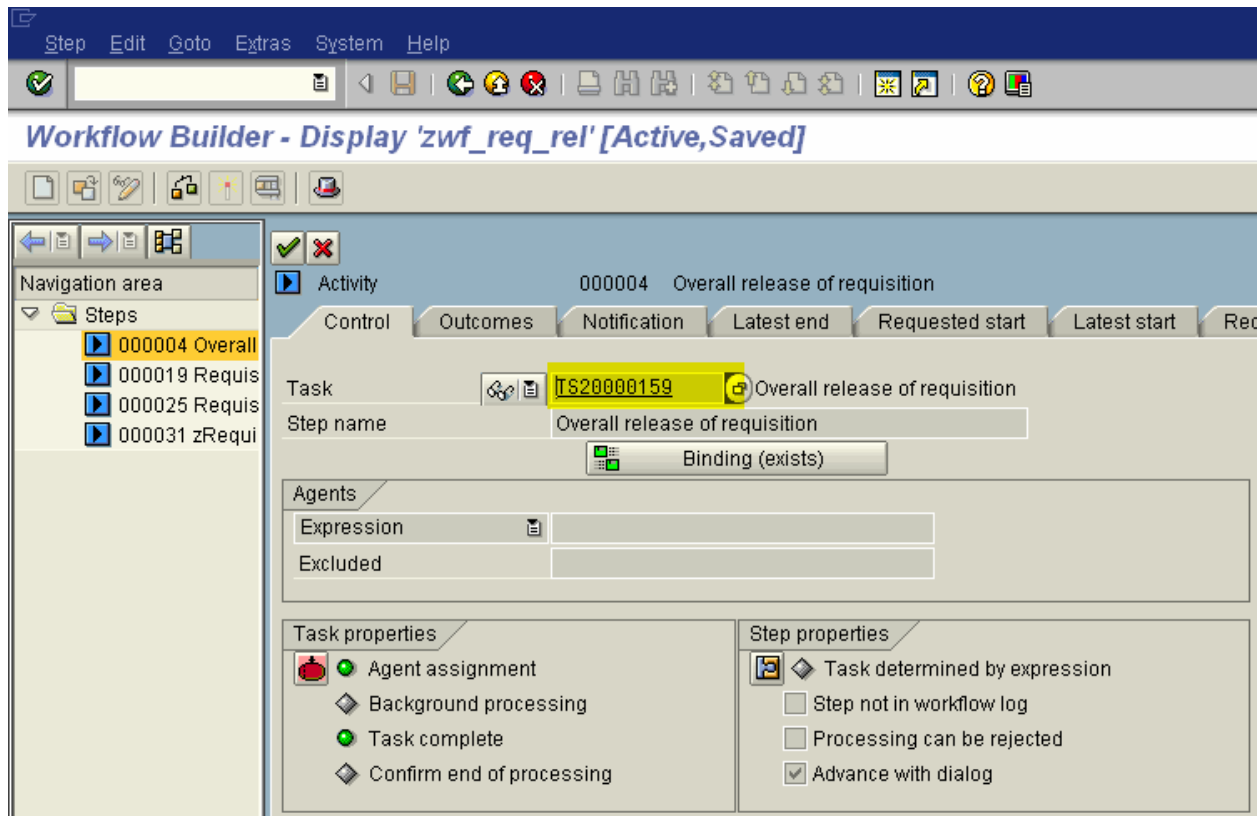 Step Edit Goto Extras System Help
Workflow Builder - Display 'zwf_req_rel' [Active,Saved]
Navigation area
Steps
000004 Overall
000019 Requis
000025 Requis
000031 zRequi
Activity 000004 Overall release of requisition
Control Outcomes Notification Latest end Requested start Latest start Rec
Task TS20000159 Overall release of requisition
Step name Overall release of requisition
Binding (exists)
Agents
Expression
Excluded
Task properties
Agent assignment
Background processing
Task complete
Confirm end of processing
Step properties
Task determined by expression
Step not in workflow log
Processing can be rejected
Advance with dialog